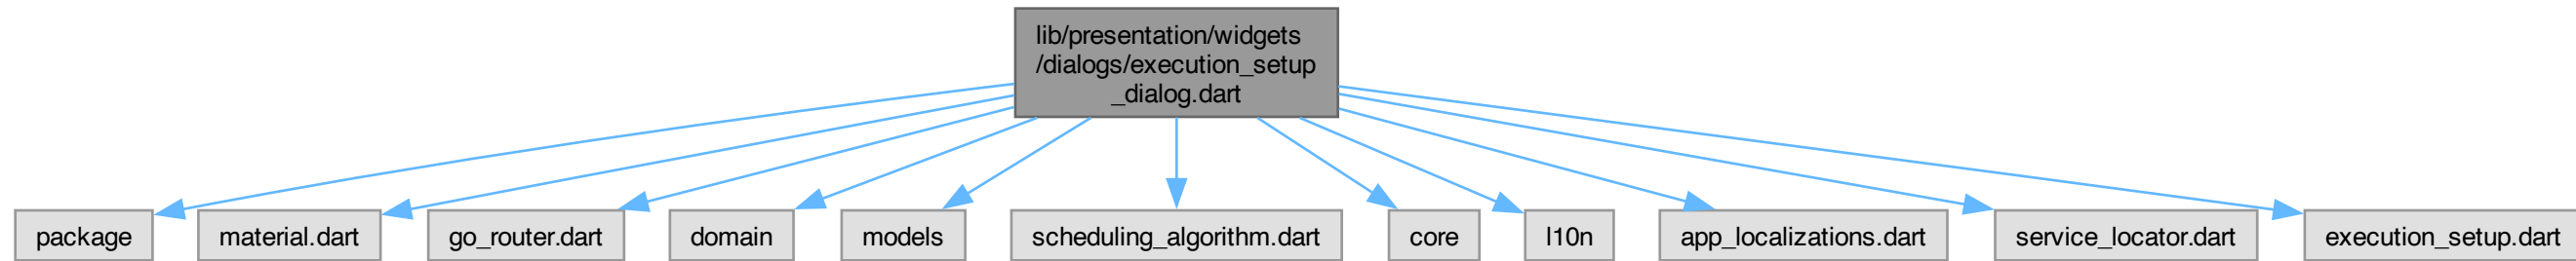 lib/presentation/widgets
/dialogs/execution_setup
_dialog.dart
package
material.dart
go_router.dart
domain
models
scheduling_algorithm.dart
core
l10n
app_localizations.dart
service_locator.dart
execution_setup.dart